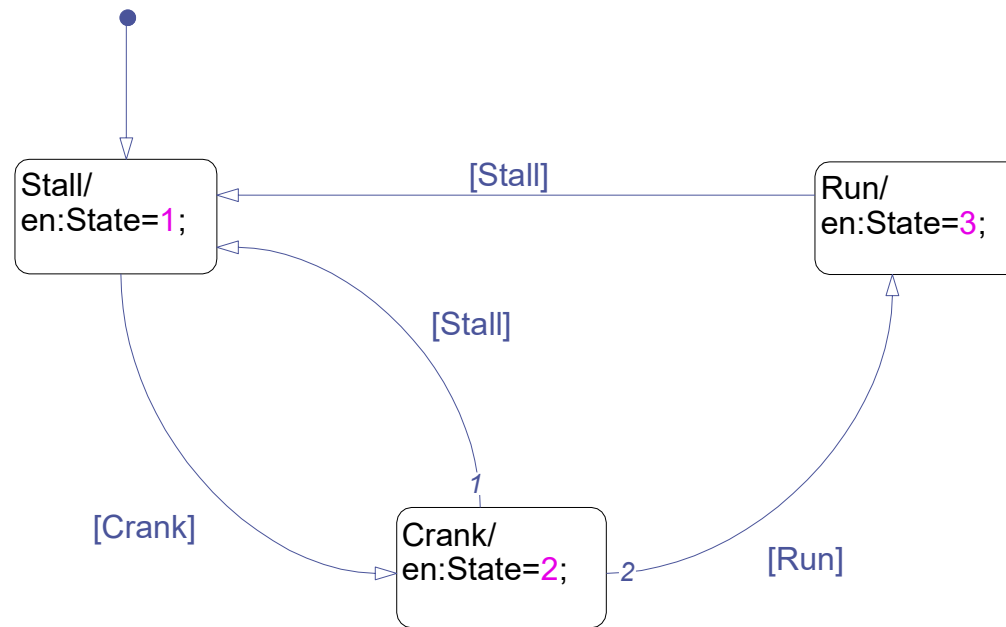 Stall/
en:State=1;
[Stall]
Run/
en:State=3;
[Stall]
1
[Crank]
Crank/
en:State=2;
2
[Run]